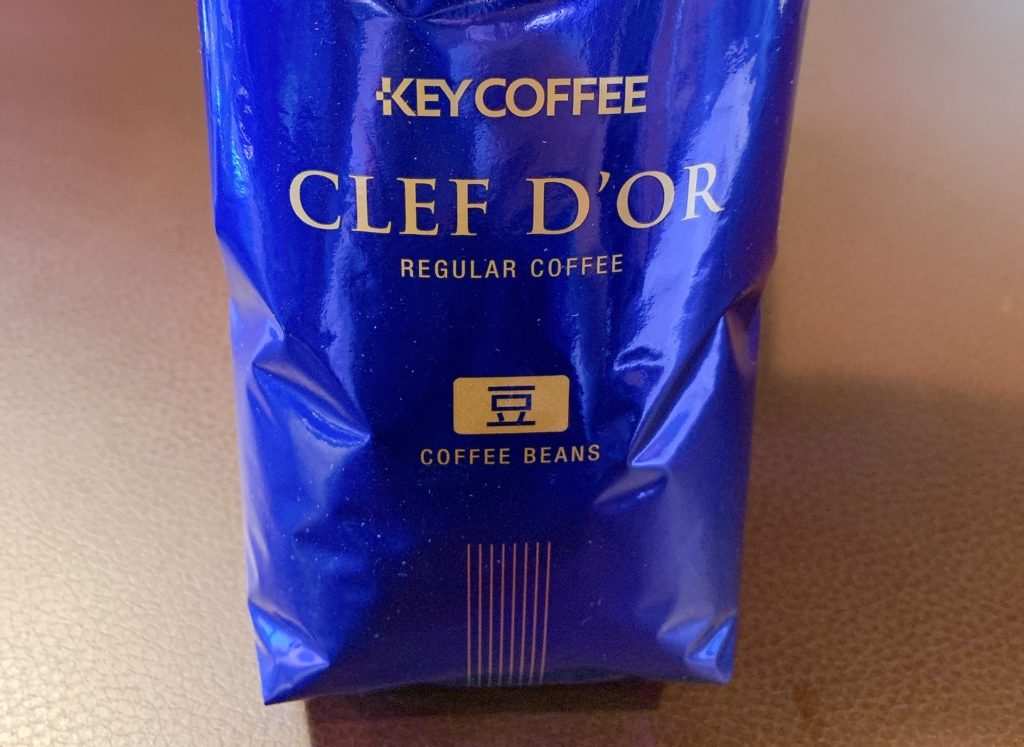 KEY COFFEE
CLEF D'OR
REGULAR COFFEE
豆
COFFEE BEANS